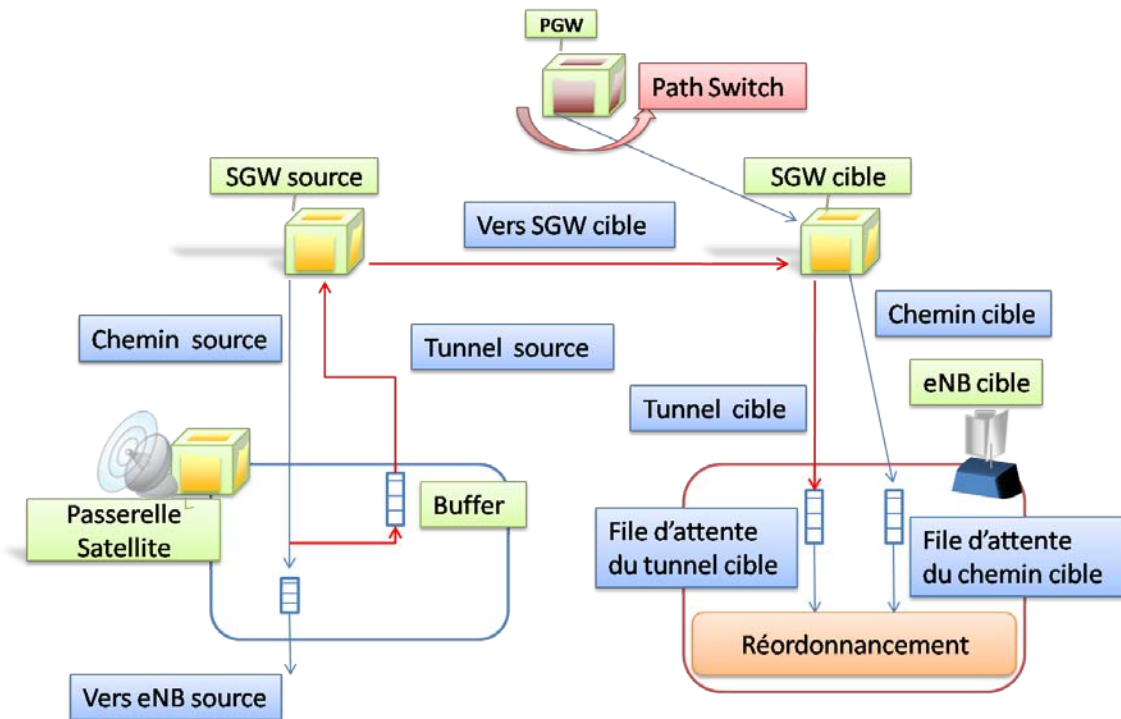 PGW
Path Switch
SGW source
SGW cible
Vers SGW cible
Chemin source
Tunnel source
Chemin cible
eNB cible
Tunnel cible
Passerelle
Satellite
Buffer
File d'attente
du tunnel cible
File d'attente
du chemin cible
Réordonnancement
Vers eNB source